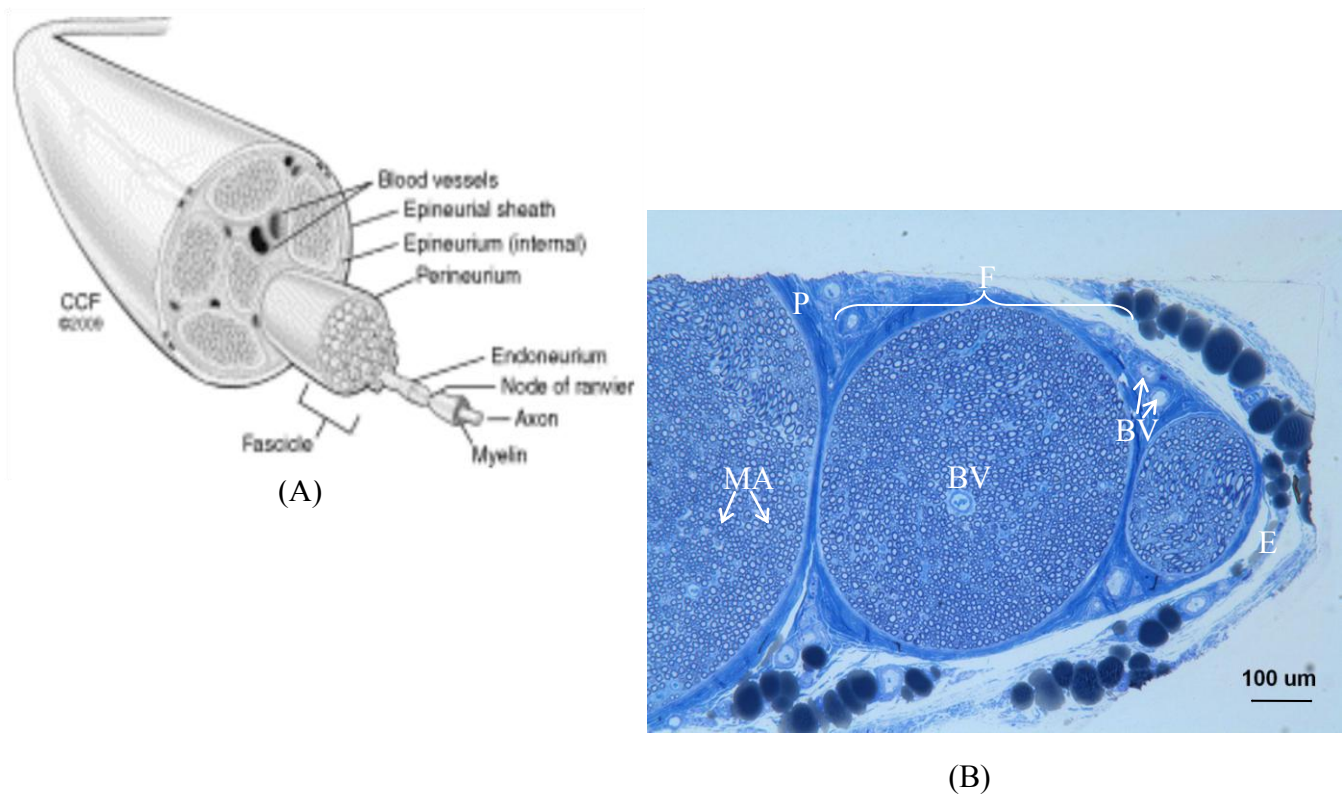 Blood vessels
Epineurial sheath
Epineurium (internal)
Perineurium
CCF
©2009
Endoneurium
Node of ranvier
Axon
Fascicle
Myelin
(A)
F
P
BV
MA
BV
E
100 um
(B)